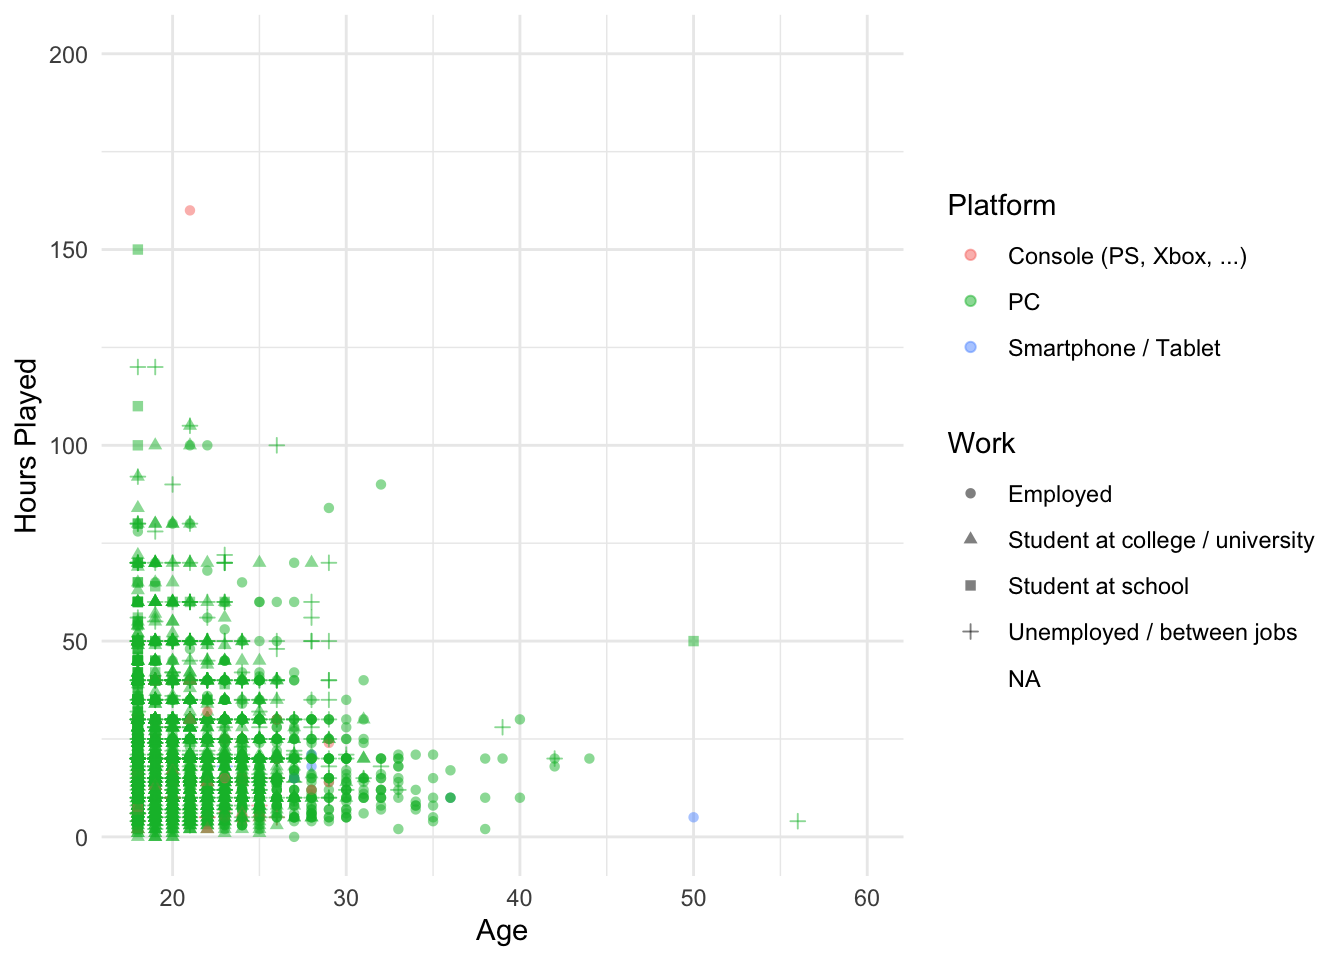 200
150
100
50
0
Hours Played
20
30
40
50
60
Age
Platform
Console (PS, Xbox, ...)
PC
Smartphone / Tablet
Work
Employed
Student at college / university
Student at school
Unemployed / between jobs
NA